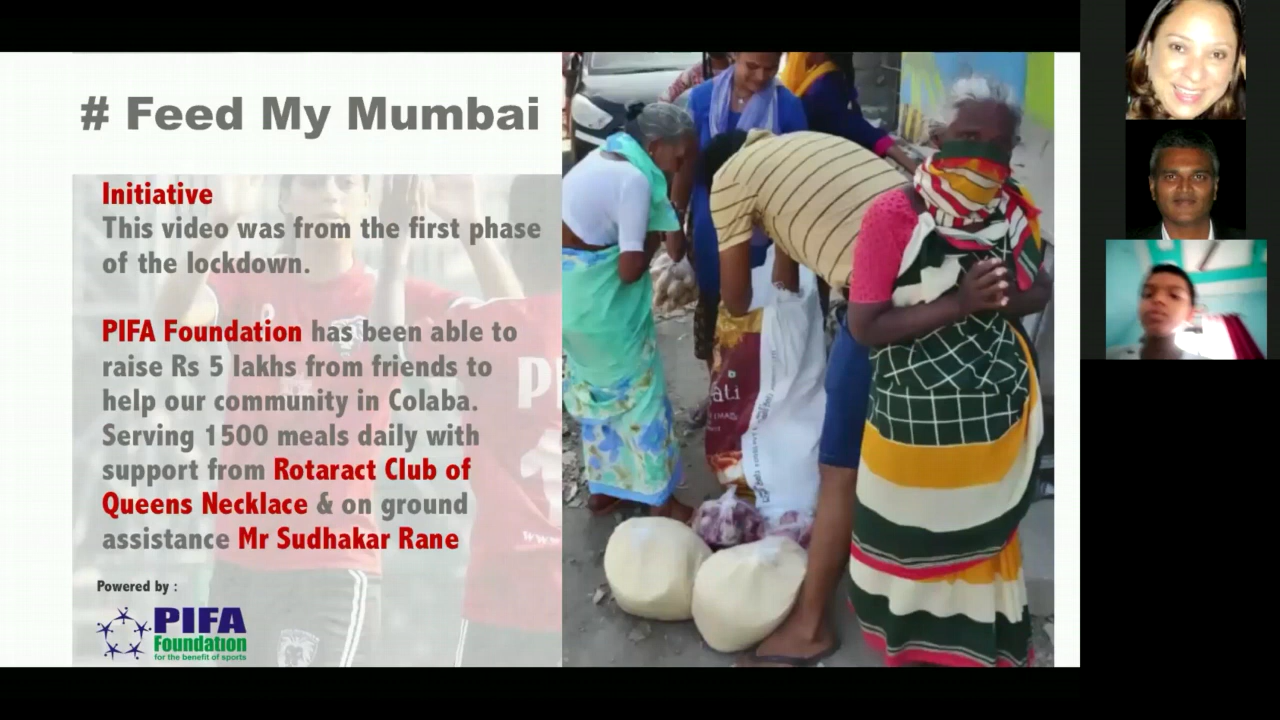 # Feed My Mumbai
Initiative
This video was from the first phase
of the lockdown.
PIFA Foundation has been able to
raise Rs 5 lakhs from friends to
help our community in Colaba.
Serving 1500 meals daily with
support from Rotaract Club of
Queens Necklace & on ground
assistance Mr Sudhakar Rane
Powered by :
PIFA
Foundation
for the benefit of sports